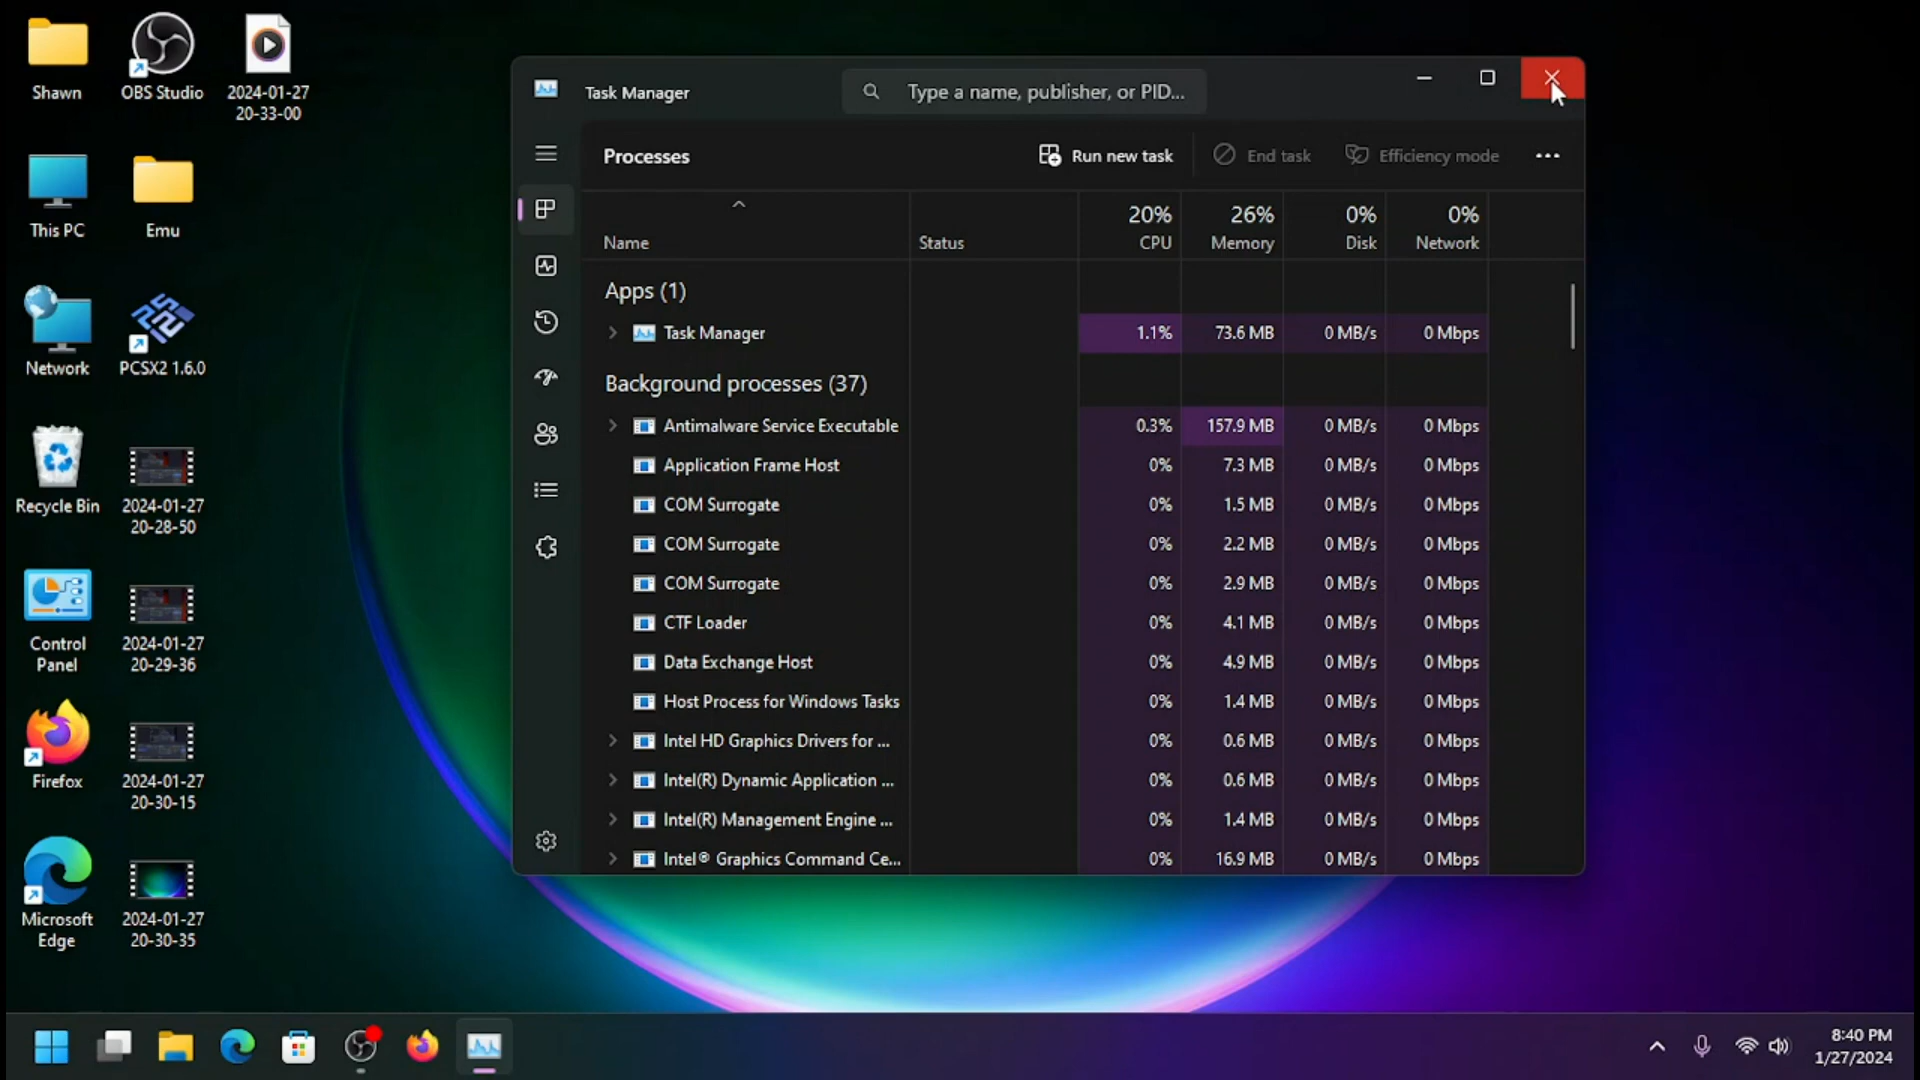 Shawn
OBS Studio
2024-01-27
20-33-00
This PC
Emu
Network
PCSX2 1.6.0
Recycle Bin
2024-01-27
20-28-50
Control
Panel
2024-01-27
20-29-36
Firefox
2024-01-27
20-30-15
Microsoft
Edge
2024-01-27
20-30-35
Task Manager
Type a name, publisher, or PID...
Processes
Run new task
End task
Efficiency mode
20% 26% 0% 0%
Name Status CPU Memory Disk Network
Apps (1)
Task Manager 1.1% 73.6 MB 0 MB/s 0 Mbps
Background processes (37)
Antimalware Service Executable 0.3% 157.9 MB 0 MB/s 0 Mbps
Application Frame Host 0% 7.3 MB 0 MB/s 0 Mbps
COM Surrogate 0% 1.5 MB 0 MB/s 0 Mbps
COM Surrogate 0% 2.2 MB 0 MB/s 0 Mbps
COM Surrogate 0% 2.9 MB 0 MB/s 0 Mbps
CTF Loader 0% 4.1 MB 0 MB/s 0 Mbps
Data Exchange Host 0% 4.9 MB 0 MB/s 0 Mbps
Host Process for Windows Tasks 0% 1.4 MB 0 MB/s 0 Mbps
Intel HD Graphics Drivers for ... 0% 0.6 MB 0 MB/s 0 Mbps
Intel(R) Dynamic Application ... 0% 0.6 MB 0 MB/s 0 Mbps
Intel(R) Management Engine ... 0% 1.4 MB 0 MB/s 0 Mbps
Intel® Graphics Command Ce... 0% 16.9 MB 0 MB/s 0 Mbps
8:40 PM
1/27/2024